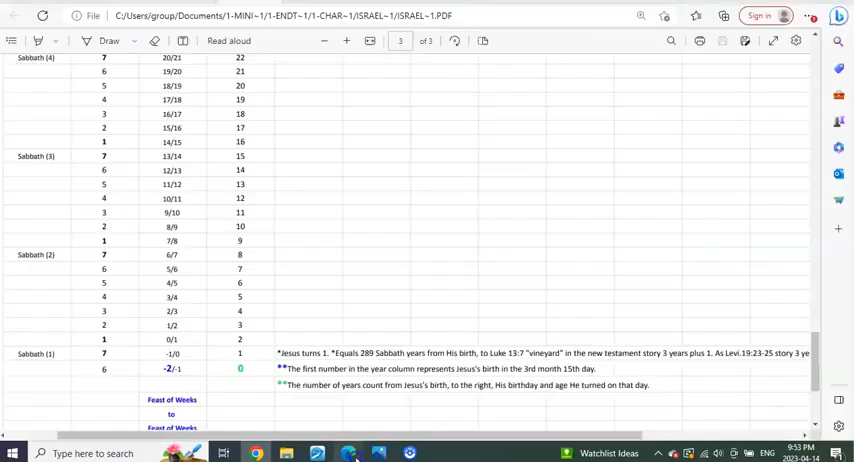 File C:/Users/group/Documents/1-MINI~1/1-ENDT~1/1-CHAR~1/ISRAEL~1/ISRAEL~1.PDF Sign in
Draw Read aloud 3 of 3
Sabbath (4) 7 20/21 22
6 19/20 21
5 18/19 20
4 17/18 19
3 16/17 18
2 15/16 17
1 14/15 16
Sabbath (3) 7 13/14 15
6 12/13 14
5 11/12 13
4 10/11 12
3 9/10 11
2 8/9 10
1 7/8 9
Sabbath (2) 7 6/7 8
6 5/6 7
5 4/5 6
4 3/4 5
3 2/3 4
2 1/2 3
1 0/1 2
Sabbath (1) 7 -1/0 1 *Jesus turns 1. *Equals 289 Sabbath years from His birth, to Luke 13:7 "vineyard" in the new testament story 3 years plus 1. As Levi.19:23-25 story 3 ye
6 -2/-1 0 **The first number in the year column represents Jesus's birth in the 3rd month 15th day.
**The number of years count from Jesus's birth, to the right, His birthday and age He turned on that day.
Feast of Weeks
to
Feast of Weeks
Type here to search Watchlist Ideas ENG 9:53 PM
2023-04-14